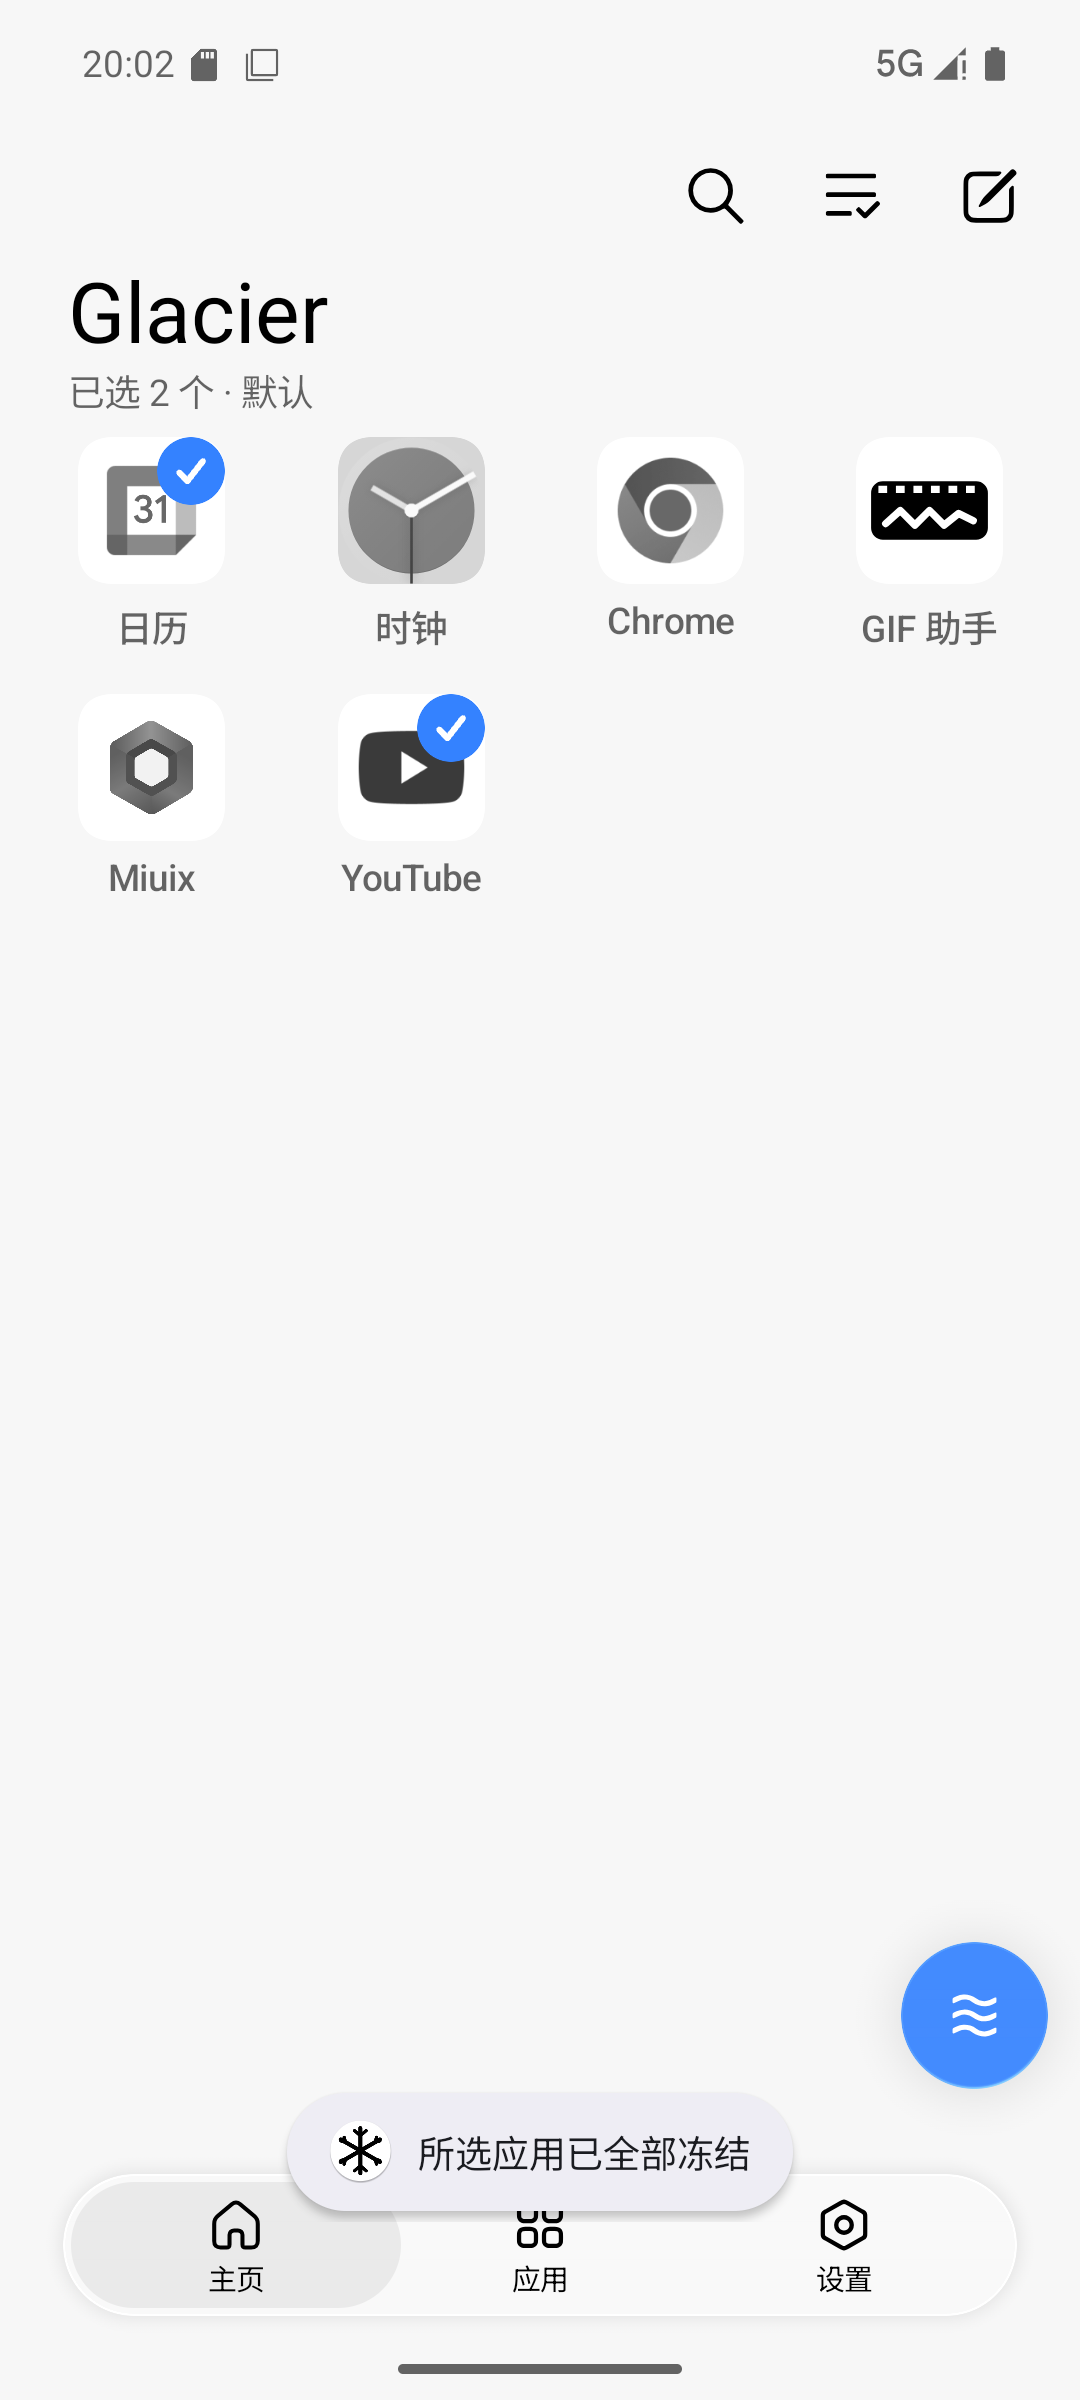 20:02
5G
Glacier
已选 2 个 · 默认
31
日历
时钟
Chrome
GIF 助手
Miuix
YouTube
所选应用已全部冻结
主页
应用
设置